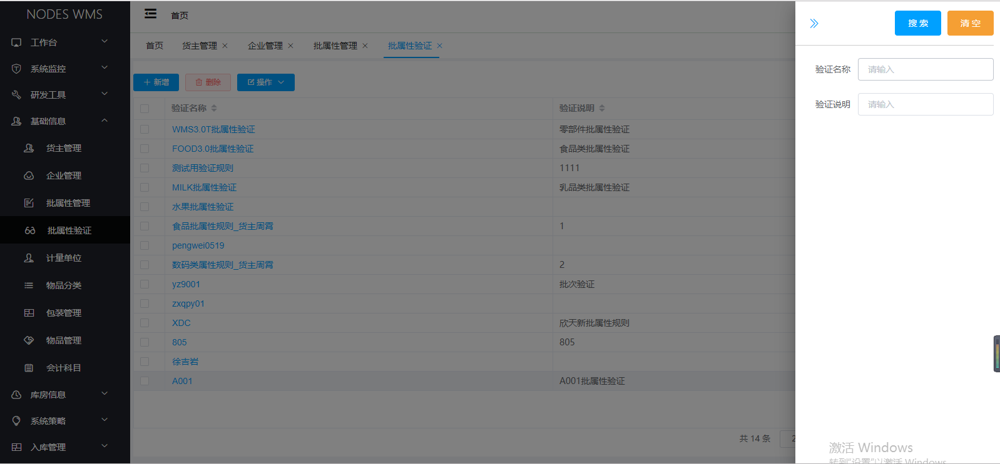 NODES WMS
工作台
系统监控
研发工具
基础信息
货主管理
企业管理
批属性管理
批属性验证
计量单位
物品分类
包装管理
物品管理
会计科目
库房信息
系统策略
入库管理
首页
首页 货主管理 企业管理 批属性管理 批属性验证
新增 删除 操作
验证名称 验证说明
WMS3.0T批属性验证 零部件批属性验证
FOOD3.0批属性验证 食品类批属性验证
测试用验证规则 1111
MILK批属性验证 乳品类批属性验证
水果批属性验证
食品批属性规则_货主周霄 1
pengwei0519
数码类属性规则_货主周霄 2
yz9001 批次验证
zxqpy01
XDC 欣天新批属性规则
805 805
徐吉岩
A001 A001批属性验证
共 14 条 2
搜 索 清 空
验证名称 请输入
验证说明 请输入
激活 Windows
转到"设置"以激活 Windows